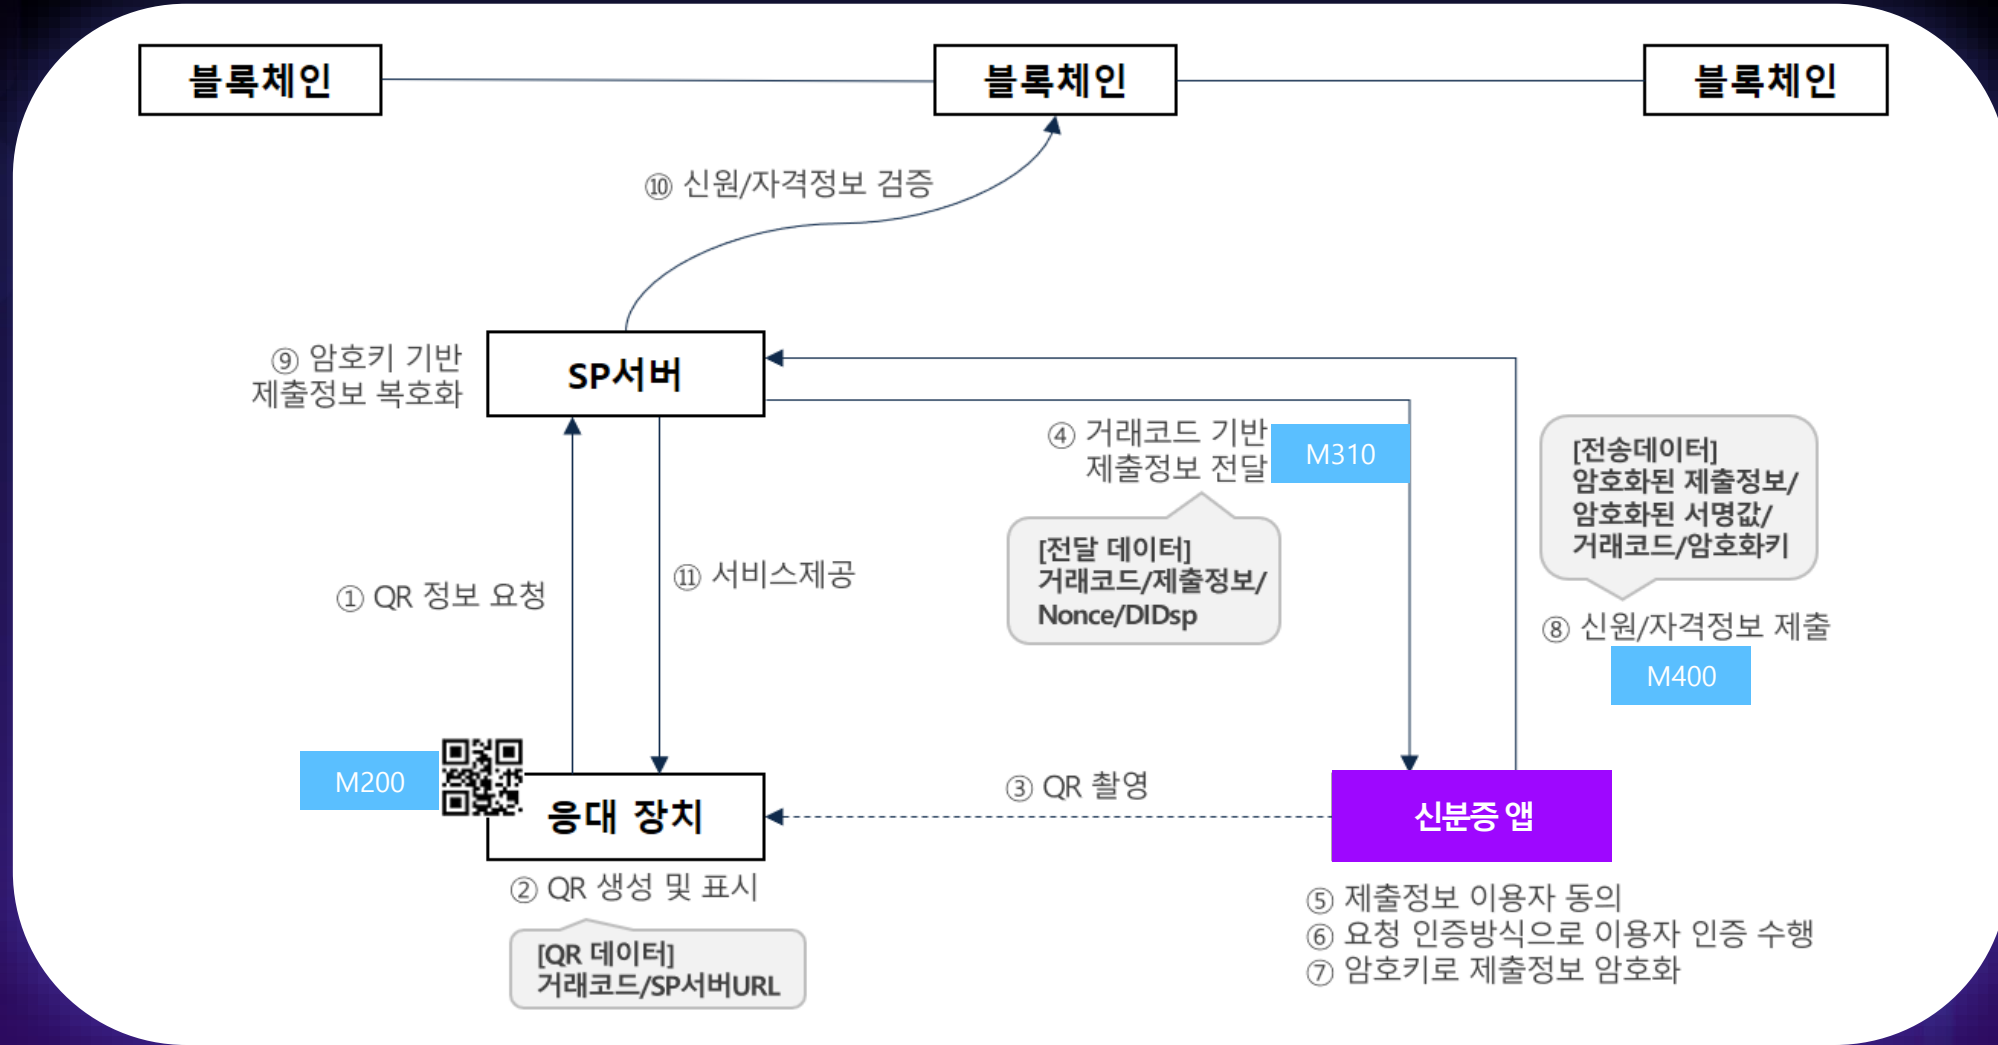 블록체인
블록체인
블록체인
⑩ 신원/자격정보 검증
⑨ 암호키 기반
제출정보 복호화
SP서버
④ 거래코드 기반
제출정보 전달
M310
[전달 데이터]
거래코드/제출정보/
Nonce/DIDsp
[전송데이터]
암호화된 제출정보/
암호화된 서명값/
거래코드/암호화키
⑧ 신원/자격정보 제출
M400
① QR 정보 요청
⑪ 서비스제공
M200
응대 장치
③ QR 촬영
신분증 앱
② QR 생성 및 표시
[QR 데이터]
거래코드/SP서버URL
⑤ 제출정보 이용자 동의
⑥ 요청 인증방식으로 이용자 인증 수행
⑦ 암호키로 제출정보 암호화